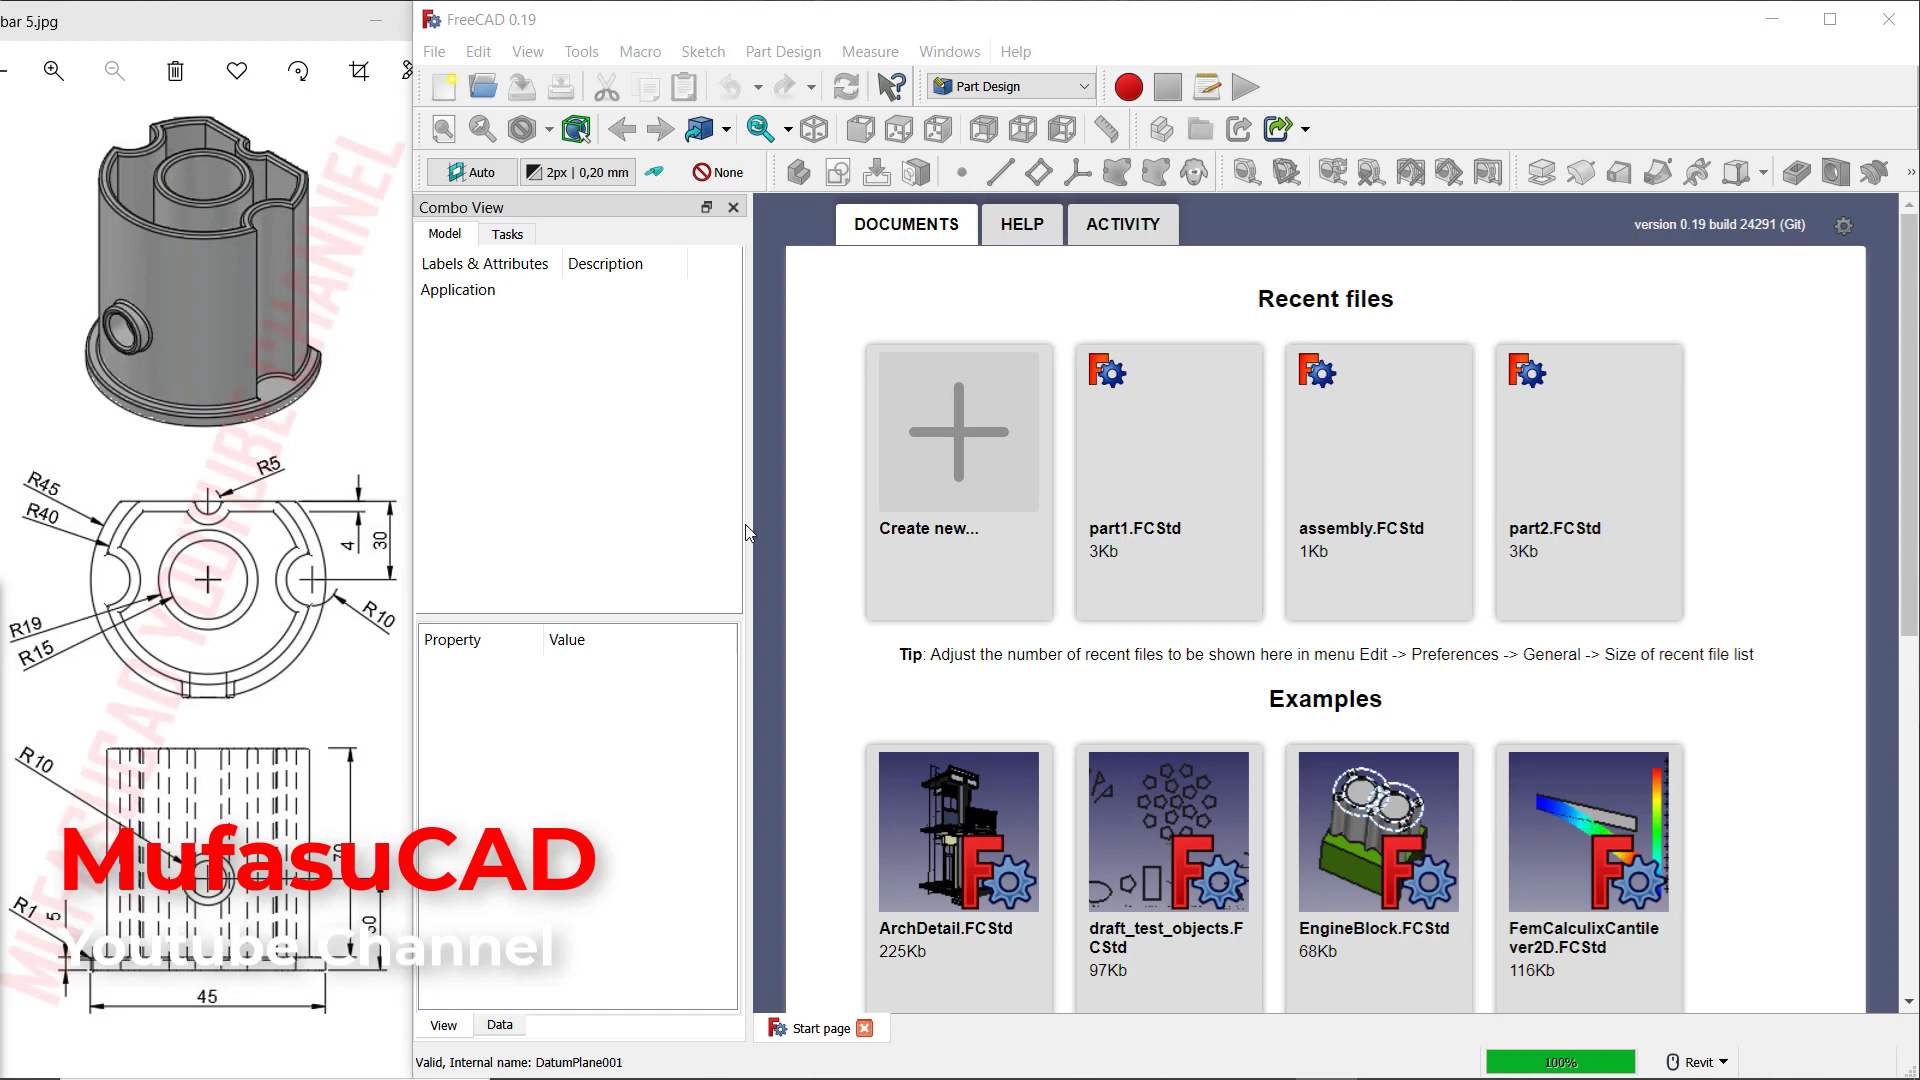 bar 5.jpg
FreeCAD 0.19
File Edit View Tools Macro Sketch Part Design Measure Windows Help
Part Design
Auto 2px | 0,20 mm None
Combo View
Model Tasks
Labels & Attributes Description
Application
Property Value
View Data
DOCUMENTS HELP ACTIVITY
version 0.19 build 24291 (Git)
Recent files
Create new...
part1.FCStd
3Kb
assembly.FCStd
1Kb
part2.FCStd
3Kb
Tip: Adjust the number of recent files to be shown here in menu Edit -> Preferences -> General -> Size of recent file list
Examples
ArchDetail.FCStd
225Kb
draft_test_objects.F
CStd
97Kb
EngineBlock.FCStd
68Kb
FemCalculixCantile
ver2D.FCStd
116Kb
Start page
Valid, Internal name: DatumPlane001
100%
Revit
MUFASUCAD YOUTUBE CHANNEL
R5
R45
R40
4
30
R19
R15
R10
R10
70
R1
5
45
MufasuCAD
Youtube Channel